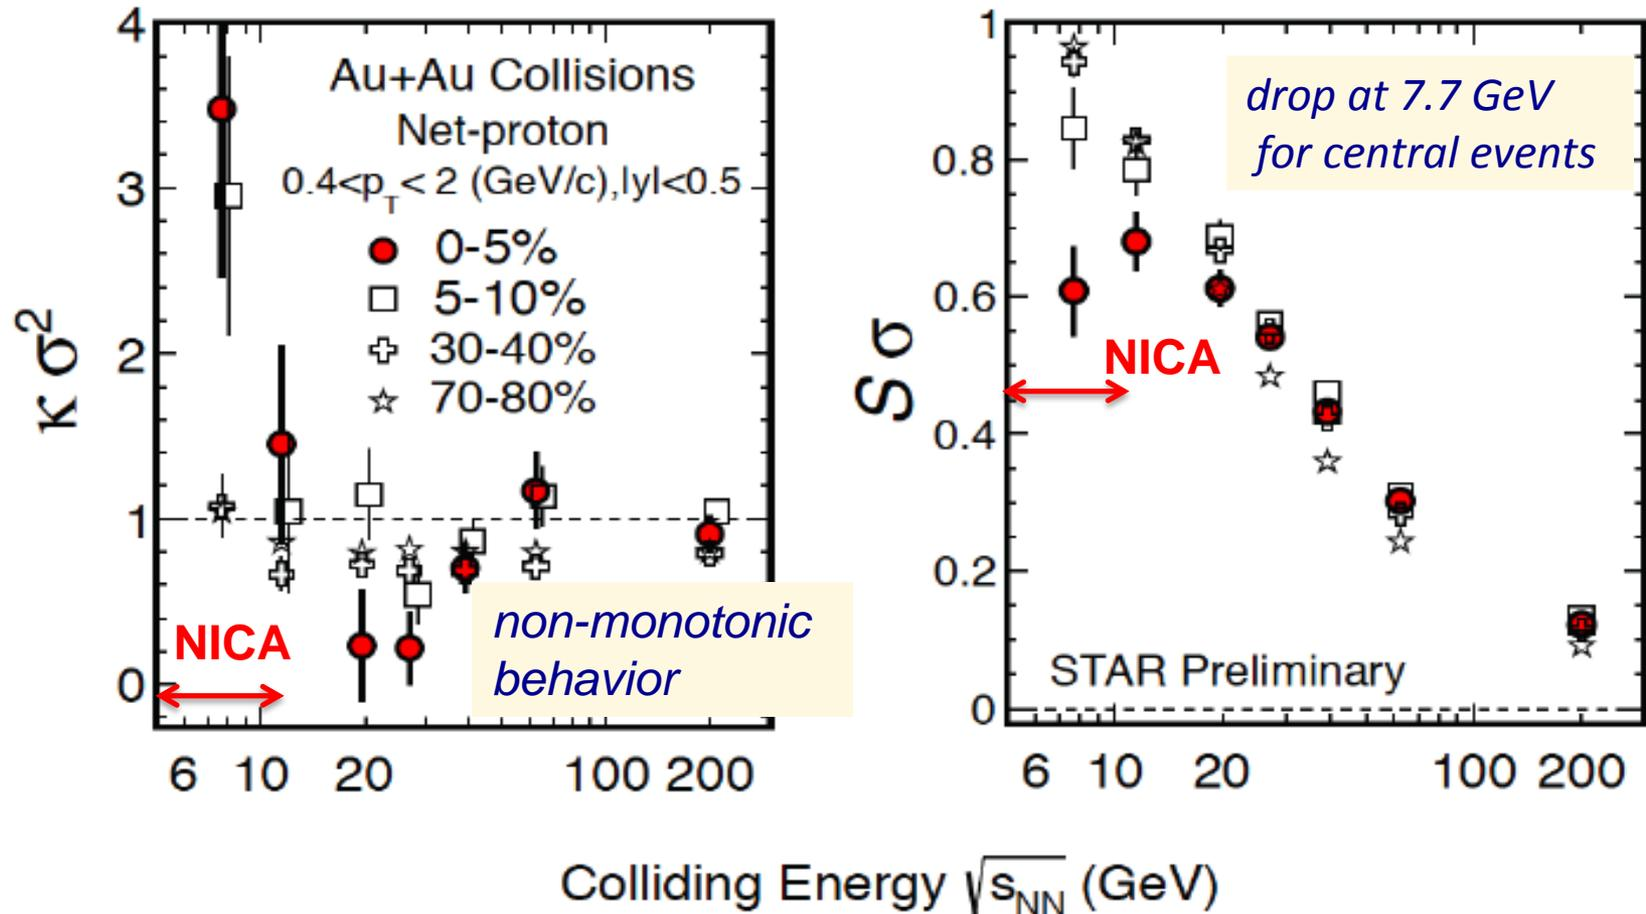 4
3
2
1
0
κ σ²
Au+Au Collisions
Net-proton
0.4<p_T< 2 (GeV/c),|y|<0.5
0-5%
5-10%
30-40%
70-80%
NICA
non-monotonic
behavior
6 10 20 100 200
1
0.8
0.6
0.4
0.2
0
S σ
drop at 7.7 GeV
for central events
NICA
STAR Preliminary
6 10 20 100 200
Colliding Energy √s_NN (GeV)